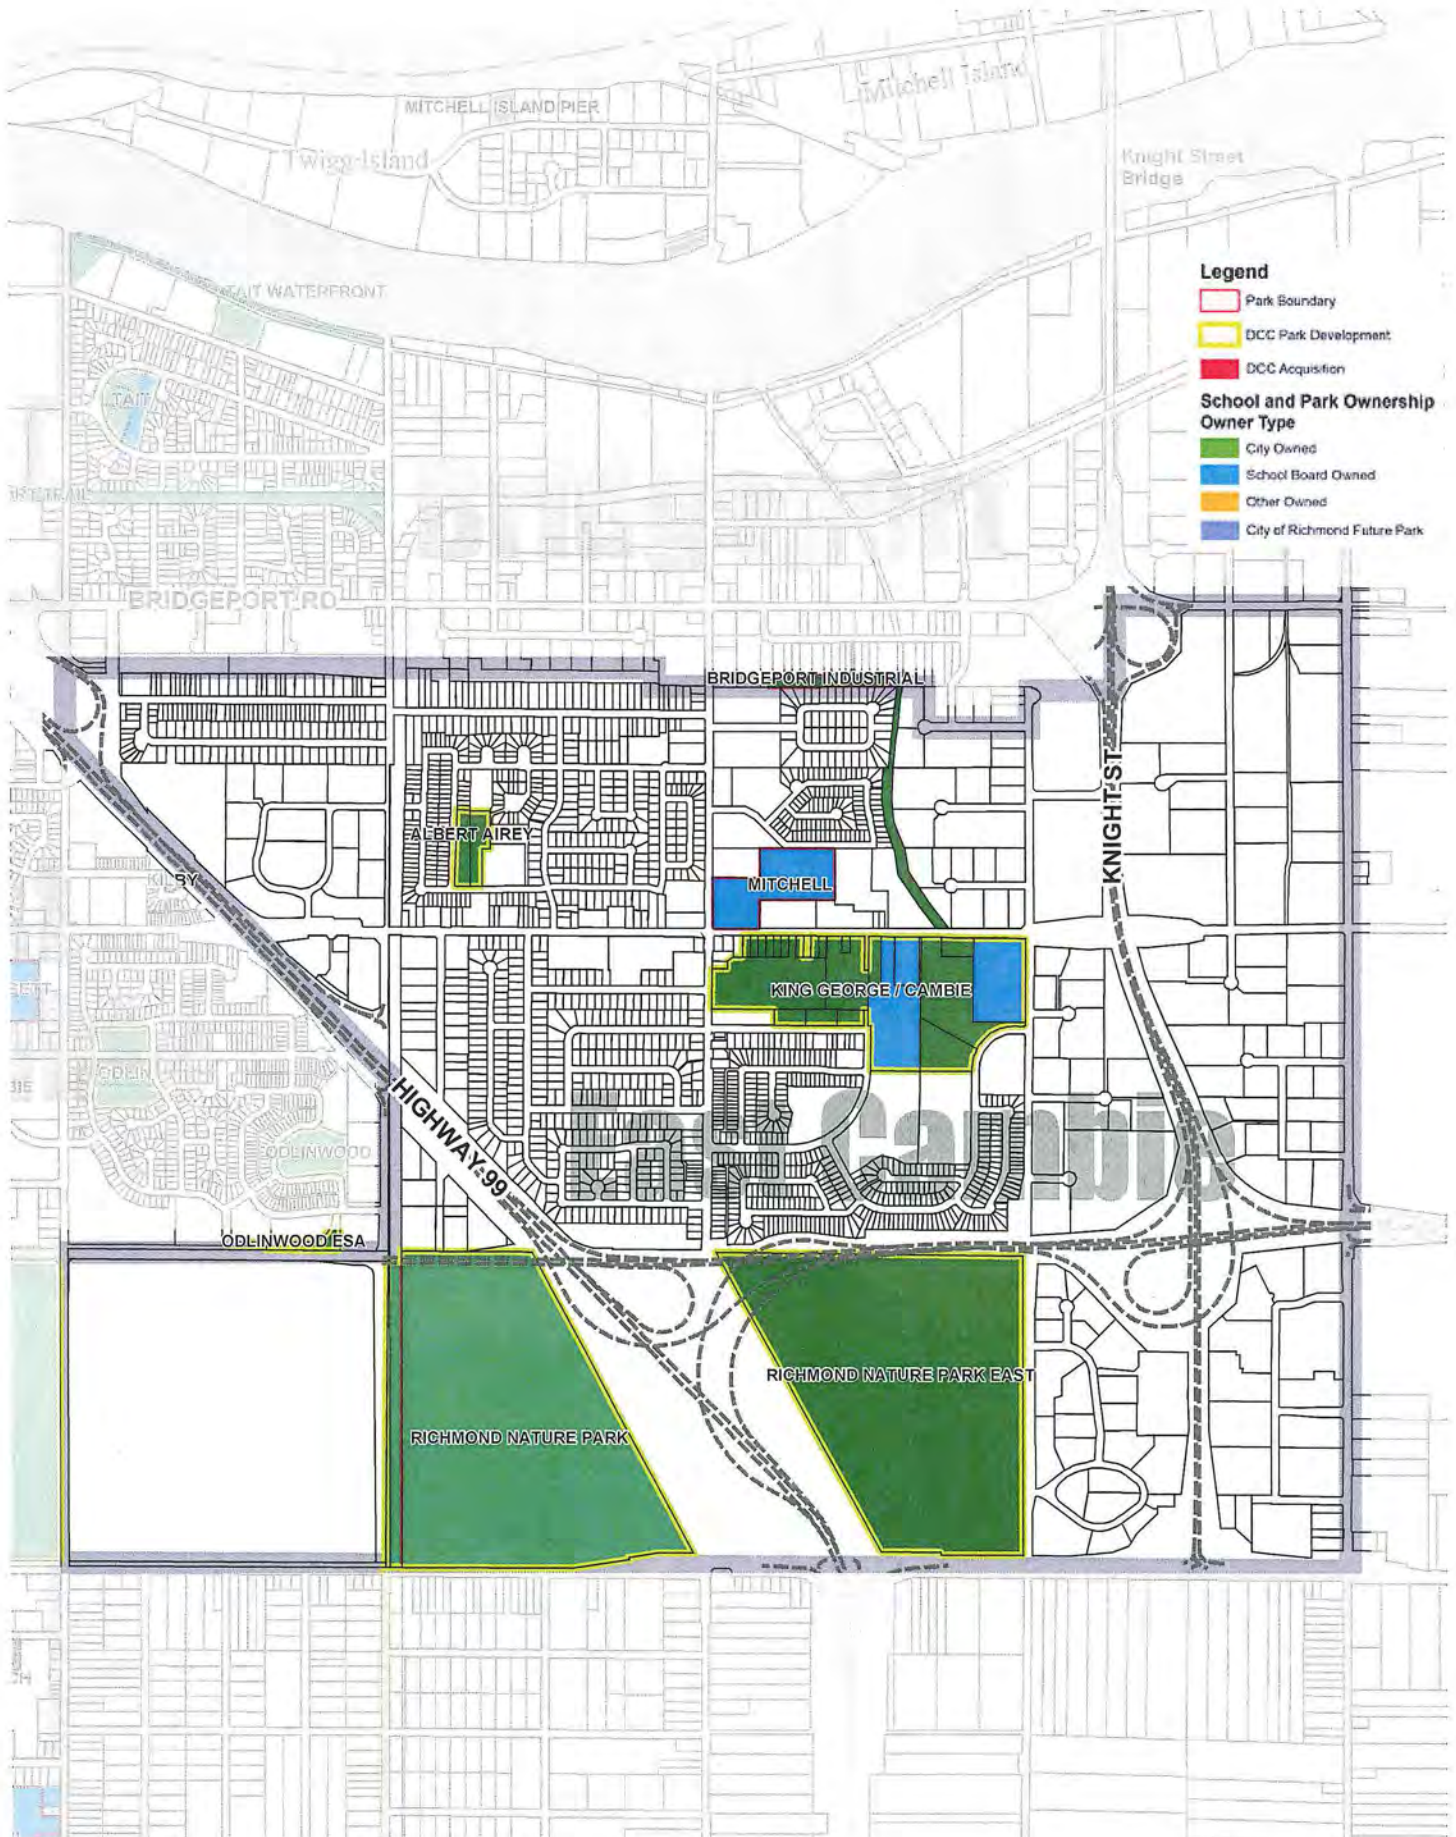 Mitchell Island
MITCHELL ISLAND PIER
Twigg Island
Knight Street
Bridge
TAIT WATERFRONT
Legend
Park Boundary
DCC Park Development
DCC Acquisition
School and Park Ownership
Owner Type
City Owned
School Board Owned
Other Owned
City of Richmond Future Park
TAIT
BRIDGEPORT RD
BRIDGEPORT INDUSTRIAL
KNIGHT ST
ALBERT AIREY
KILBY
MITCHELL
KING GEORGE / CAMBIE
ODLIN
HIGHWAY 99
East Cambie
ODLINWOOD
ODLINWOOD ESA
RICHMOND NATURE PARK EAST
RICHMOND NATURE PARK